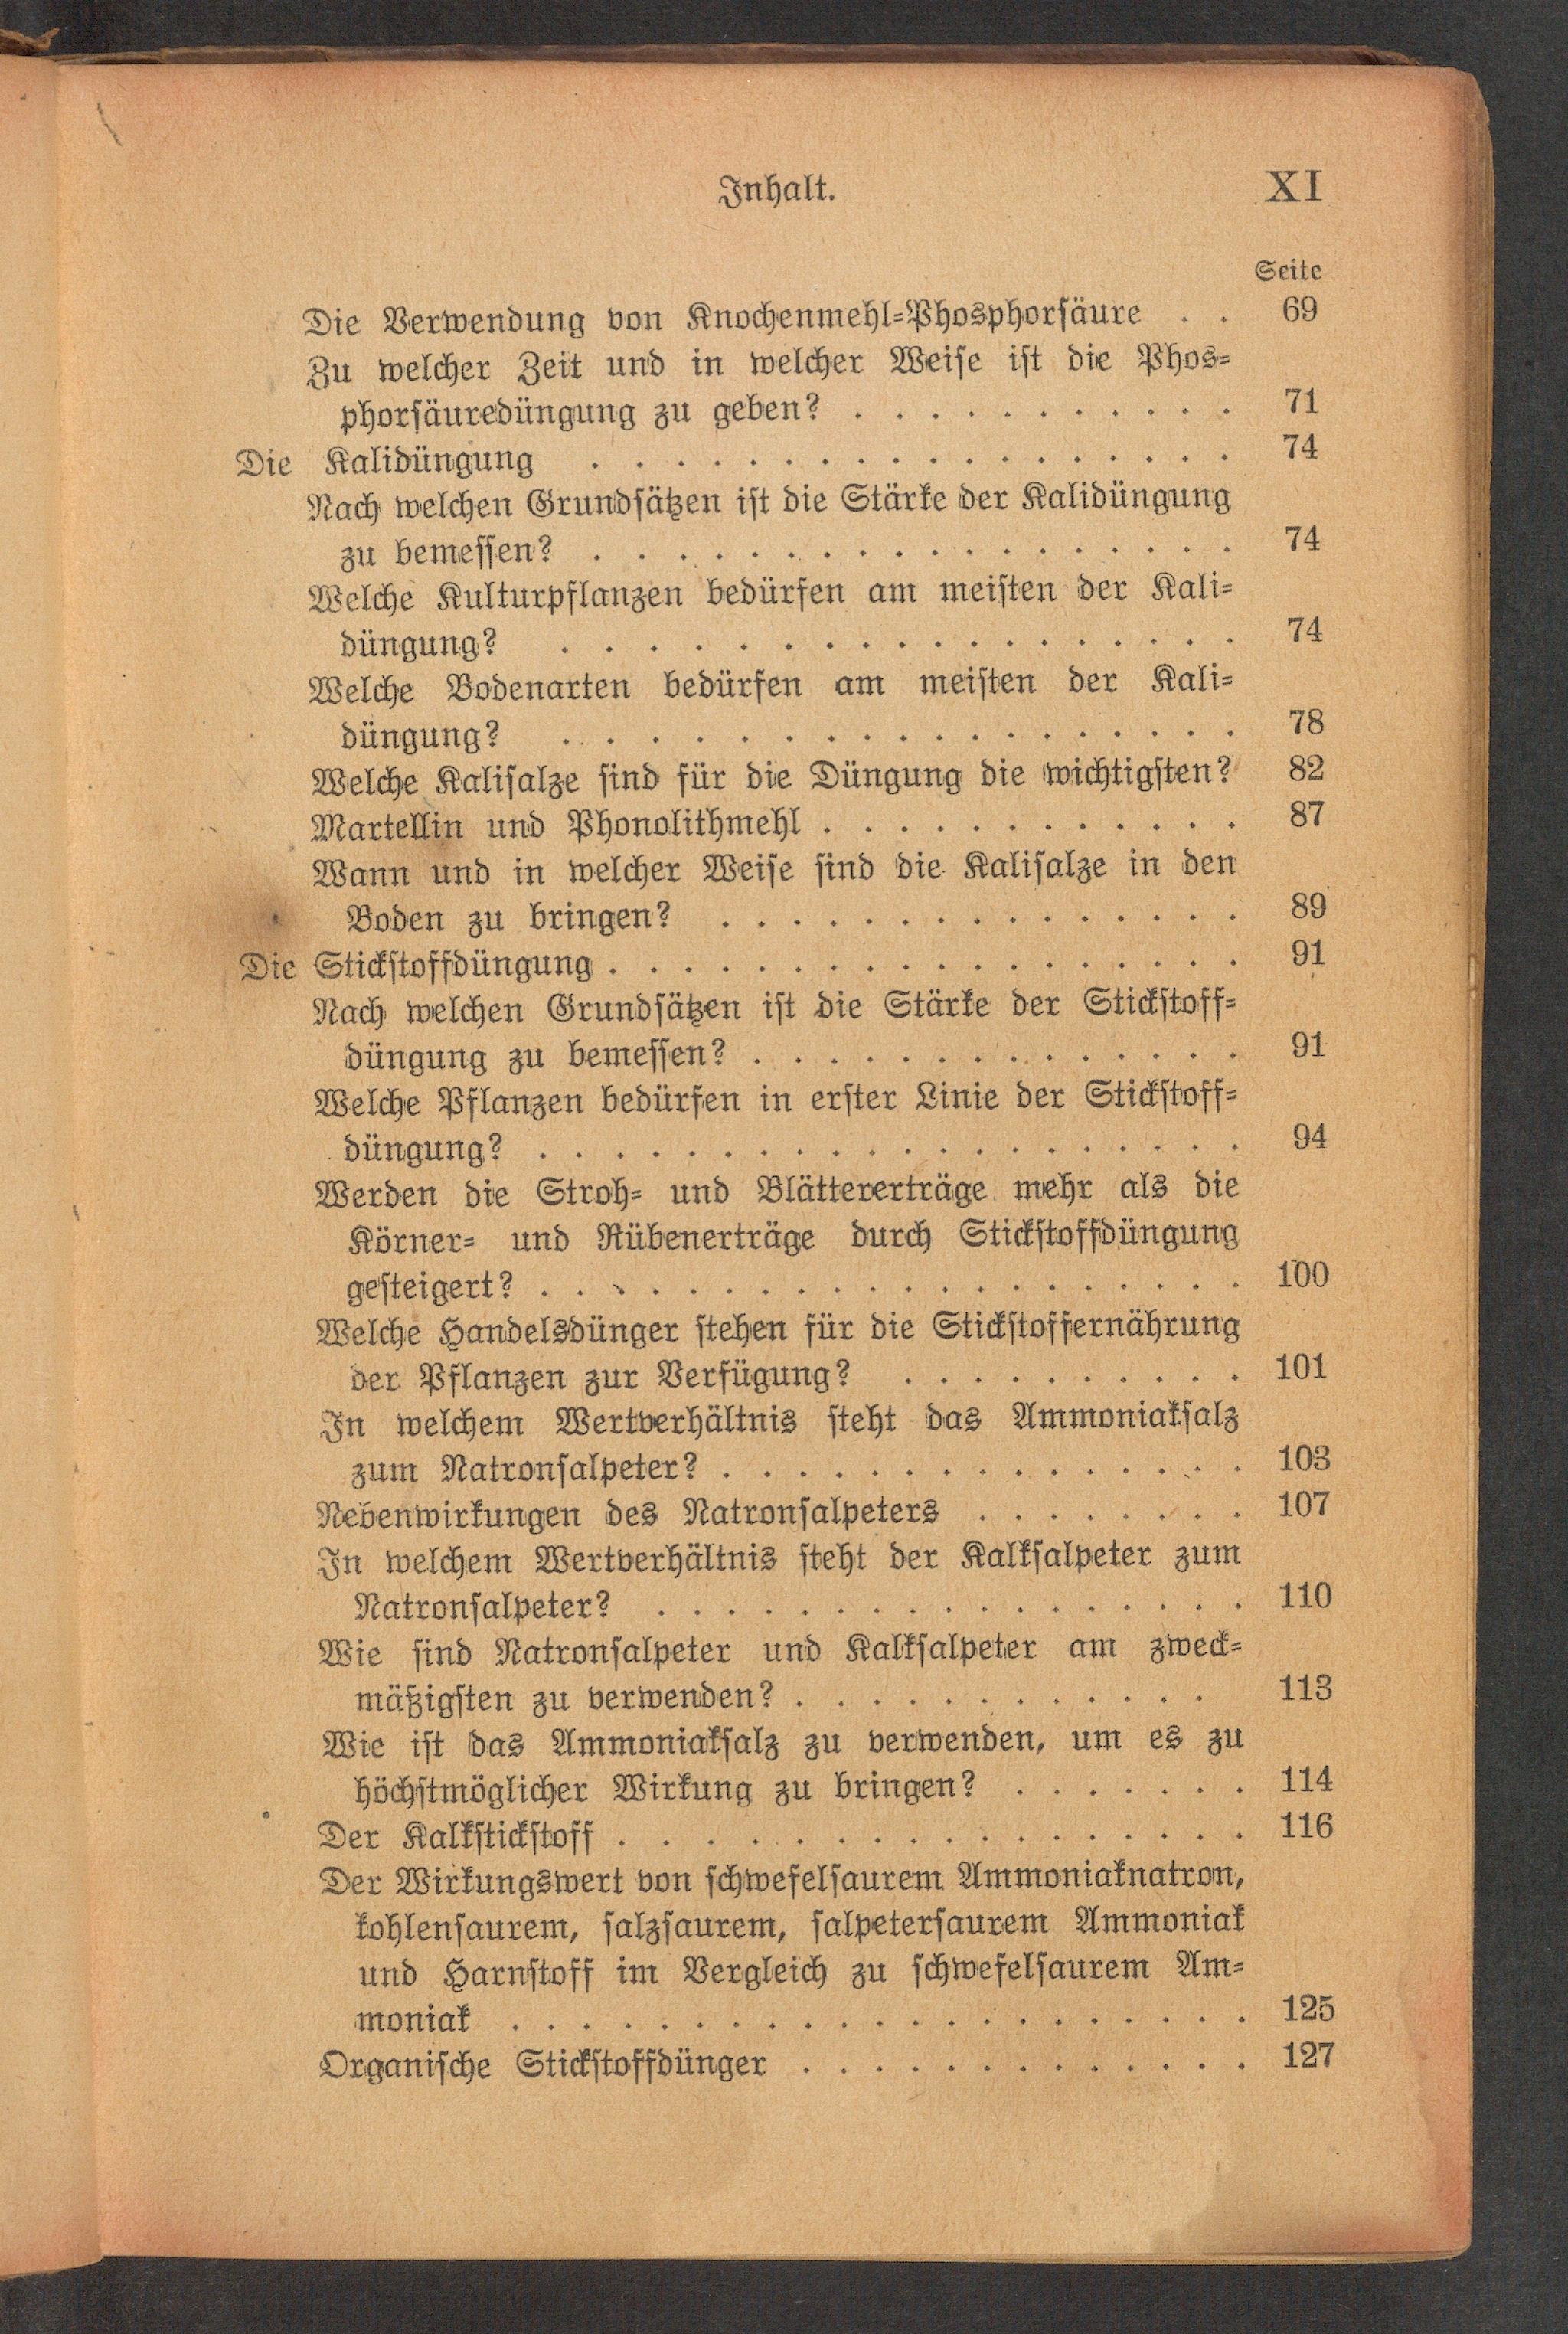 Inhalt. XI
Seite
Die Verwendung von Knochenmehl-Phosphorsäure . . 69
Zu welcher Zeit und in welcher Weise ist die Phos-
phorsäuredüngung zu geben? . . . . . . . . . . . 71
Die Kalidüngung . . . . . . . . . . . . . . . . . . 74
Nach welchen Grundsätzen ist die Stärke der Kalidüngung
zu bemessen? . . . . . . . . . . . . . . . . . . 74
Welche Kulturpflanzen bedürfen am meisten der Kali-
düngung? . . . . . . . . . . . . . . . . . . . 74
Welche Bodenarten bedürfen am meisten der Kali-
düngung? . . . . . . . . . . . . . . . . . . . 78
Welche Kalisalze sind für die Düngung die wichtigsten? 82
Martellin und Phonolithmehl . . . . . . . . . . . . 87
Wann und in welcher Weise sind die Kalisalze in den
Boden zu bringen? . . . . . . . . . . . . . . . 89
Die Stickstoffdüngung . . . . . . . . . . . . . . . . . . 91
Nach welchen Grundsätzen ist die Stärke der Stickstoff-
düngung zu bemessen? . . . . . . . . . . . . . . 91
Welche Pflanzen bedürfen in erster Linie der Stickstoff-
düngung? . . . . . . . . . . . . . . . . . . . . 94
Werden die Stroh- und Blättererträge mehr als die
Körner- und Rübenerträge durch Stickstoffdüngung
gesteigert? . . . . . . . . . . . . . . . . . . . . 100
Welche Handelsdünger stehen für die Stickstoffernährung
der Pflanzen zur Verfügung? . . . . . . . . . . 101
In welchem Wertverhältnis steht das Ammoniaksalz
zum Natronsalpeter? . . . . . . . . . . . . . . . 103
Nebenwirkungen des Natronsalpeters . . . . . . . . 107
In welchem Wertverhältnis steht der Kalksalpeter zum
Natronsalpeter? . . . . . . . . . . . . . . . . . 110
Wie sind Natronsalpeter und Kalksalpeter am zweck-
mäßigsten zu verwenden? . . . . . . . . . . . . 113
Wie ist das Ammoniaksalz zu verwenden, um es zu
höchstmöglicher Wirkung zu bringen? . . . . . . . 114
Der Kalkstickstoff . . . . . . . . . . . . . . . . . . 116
Der Wirkungswert von schwefelsaurem Ammoniaknatron,
kohlensaurem, salzsaurem, salpetersaurem Ammoniak
und Harnstoff im Vergleich zu schwefelsaurem Am-
moniak . . . . . . . . . . . . . . . . . . . . . 125
Organische Stickstoffdünger . . . . . . . . . . . . . 127